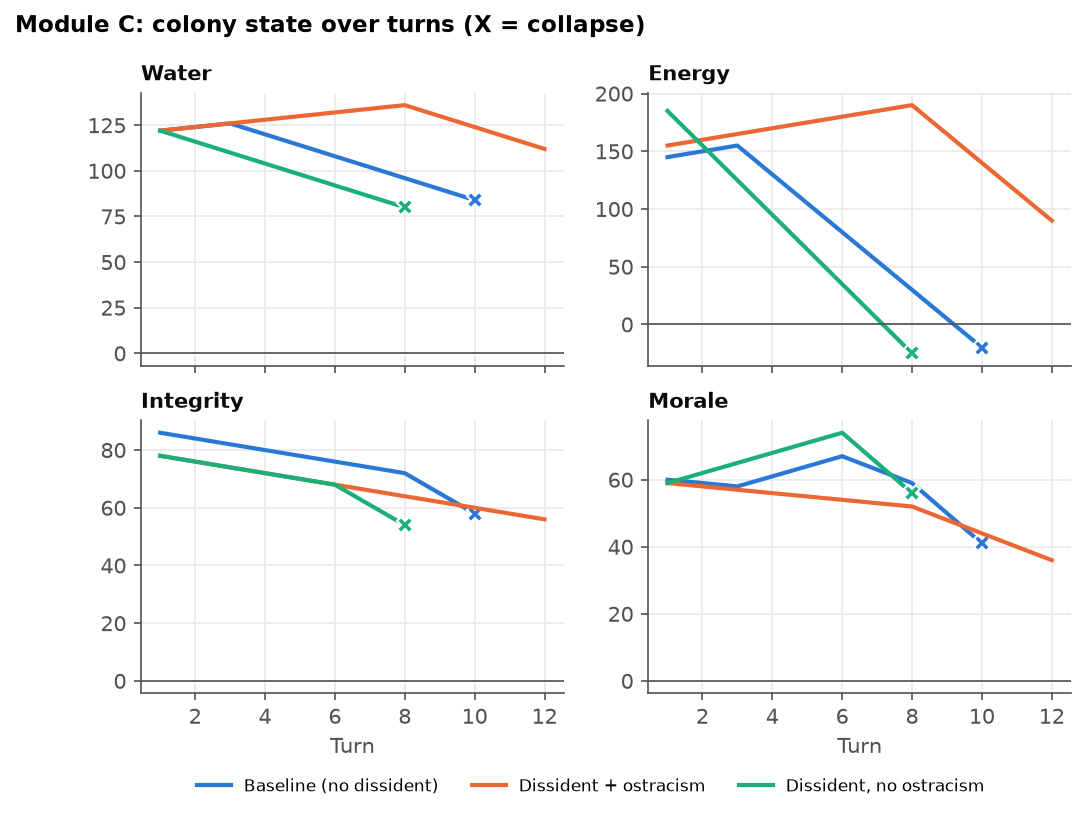 Module C: colony state over turns (X = collapse)
Water
125
100
75
50
25
0
Energy
200
150
100
50
0
Integrity
80
60
40
20
0
2 4 6 8 10 12
Turn
Morale
60
40
20
0
2 4 6 8 10 12
Turn
Baseline (no dissident) Dissident + ostracism Dissident, no ostracism